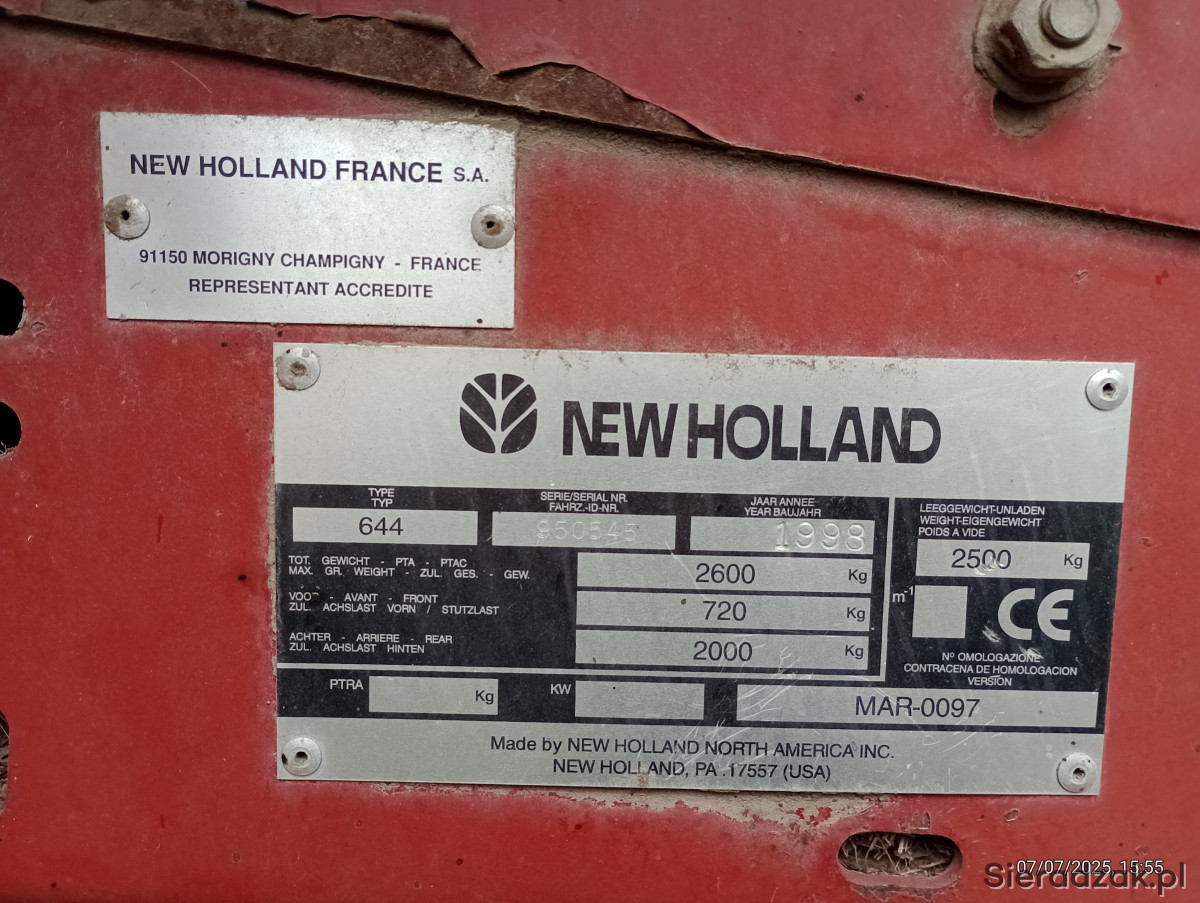 NEW HOLLAND FRANCE S.A.
91150 MORIGNY CHAMPIGNY - FRANCE
REPRESENTANT ACCREDITE
NEW HOLLAND
TYPE
TYP
644
SERIE/SERIAL NR.
FAHRZ.-ID-NR.
950545
JAAR ANNEE
YEAR BAUJAHR
1998
LEEGGEWICHT-UNLADEN
WEIGHT-EIGENGEWICHT
POIDS A VIDE
2500 Kg
TOT. GEWICHT - PTA - PTAC
MAX. GR. WEIGHT - ZUL. GES. - GEW.
2600 Kg
VOOR - AVANT - FRONT
ZUL. ACHSLAST VORN / STUTZLAST
720 Kg
ACHTER - ARRIERE - REAR
ZUL. ACHSLAST HINTEN
2000 Kg
m-1
CE
Nº OMOLOGAZIONE
CONTRACENA DE HOMOLOGACION
VERSION
PTRA Kg
KW
MAR-0097
Made by NEW HOLLAND NORTH AMERICA INC.
NEW HOLLAND, PA .17557 (USA)
07/07/2025, 15:55
Sierdadzdk.pl